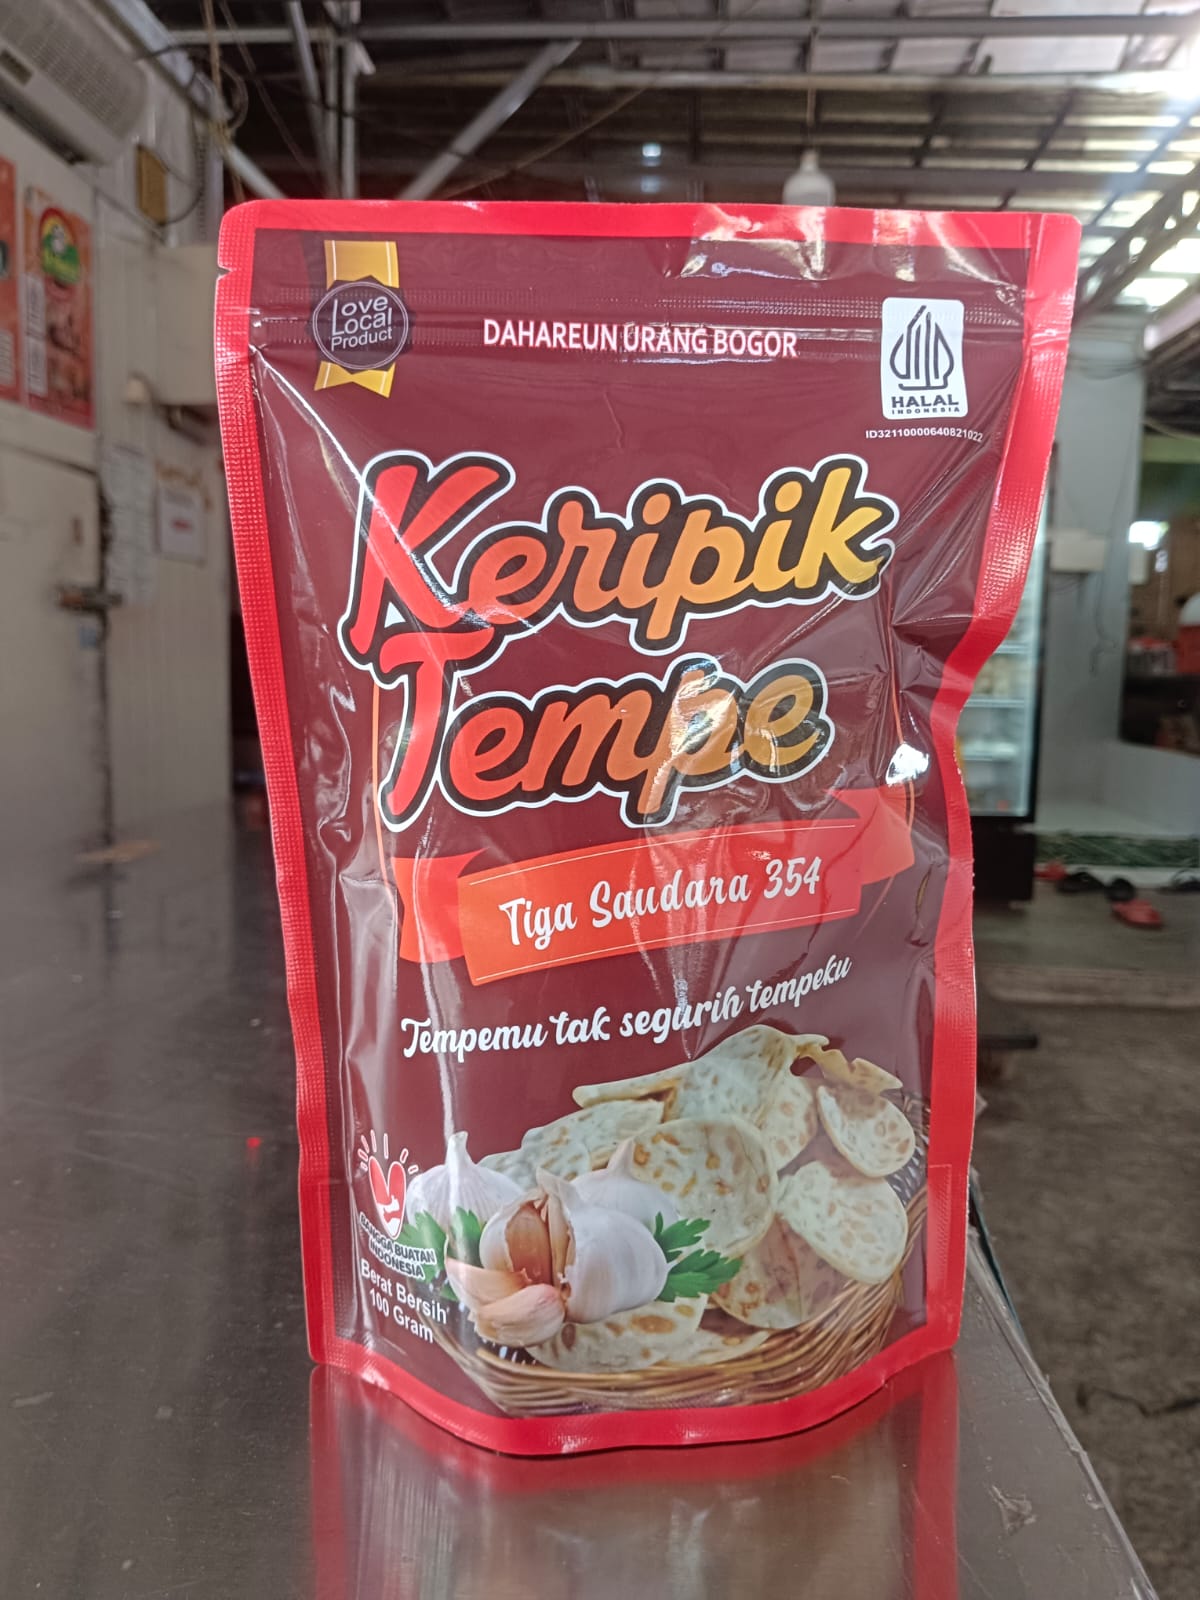 Love
Local
Product
DAHAREUN URANG BOGOR
HALAL
INDONESIA
ID32110000640821022
Keripik
Tempe
Tiga Saudara 354
Tempemu tak segurih tempeku
BANGGA BUATAN
INDONESIA
Berat Bersih
100 Gram